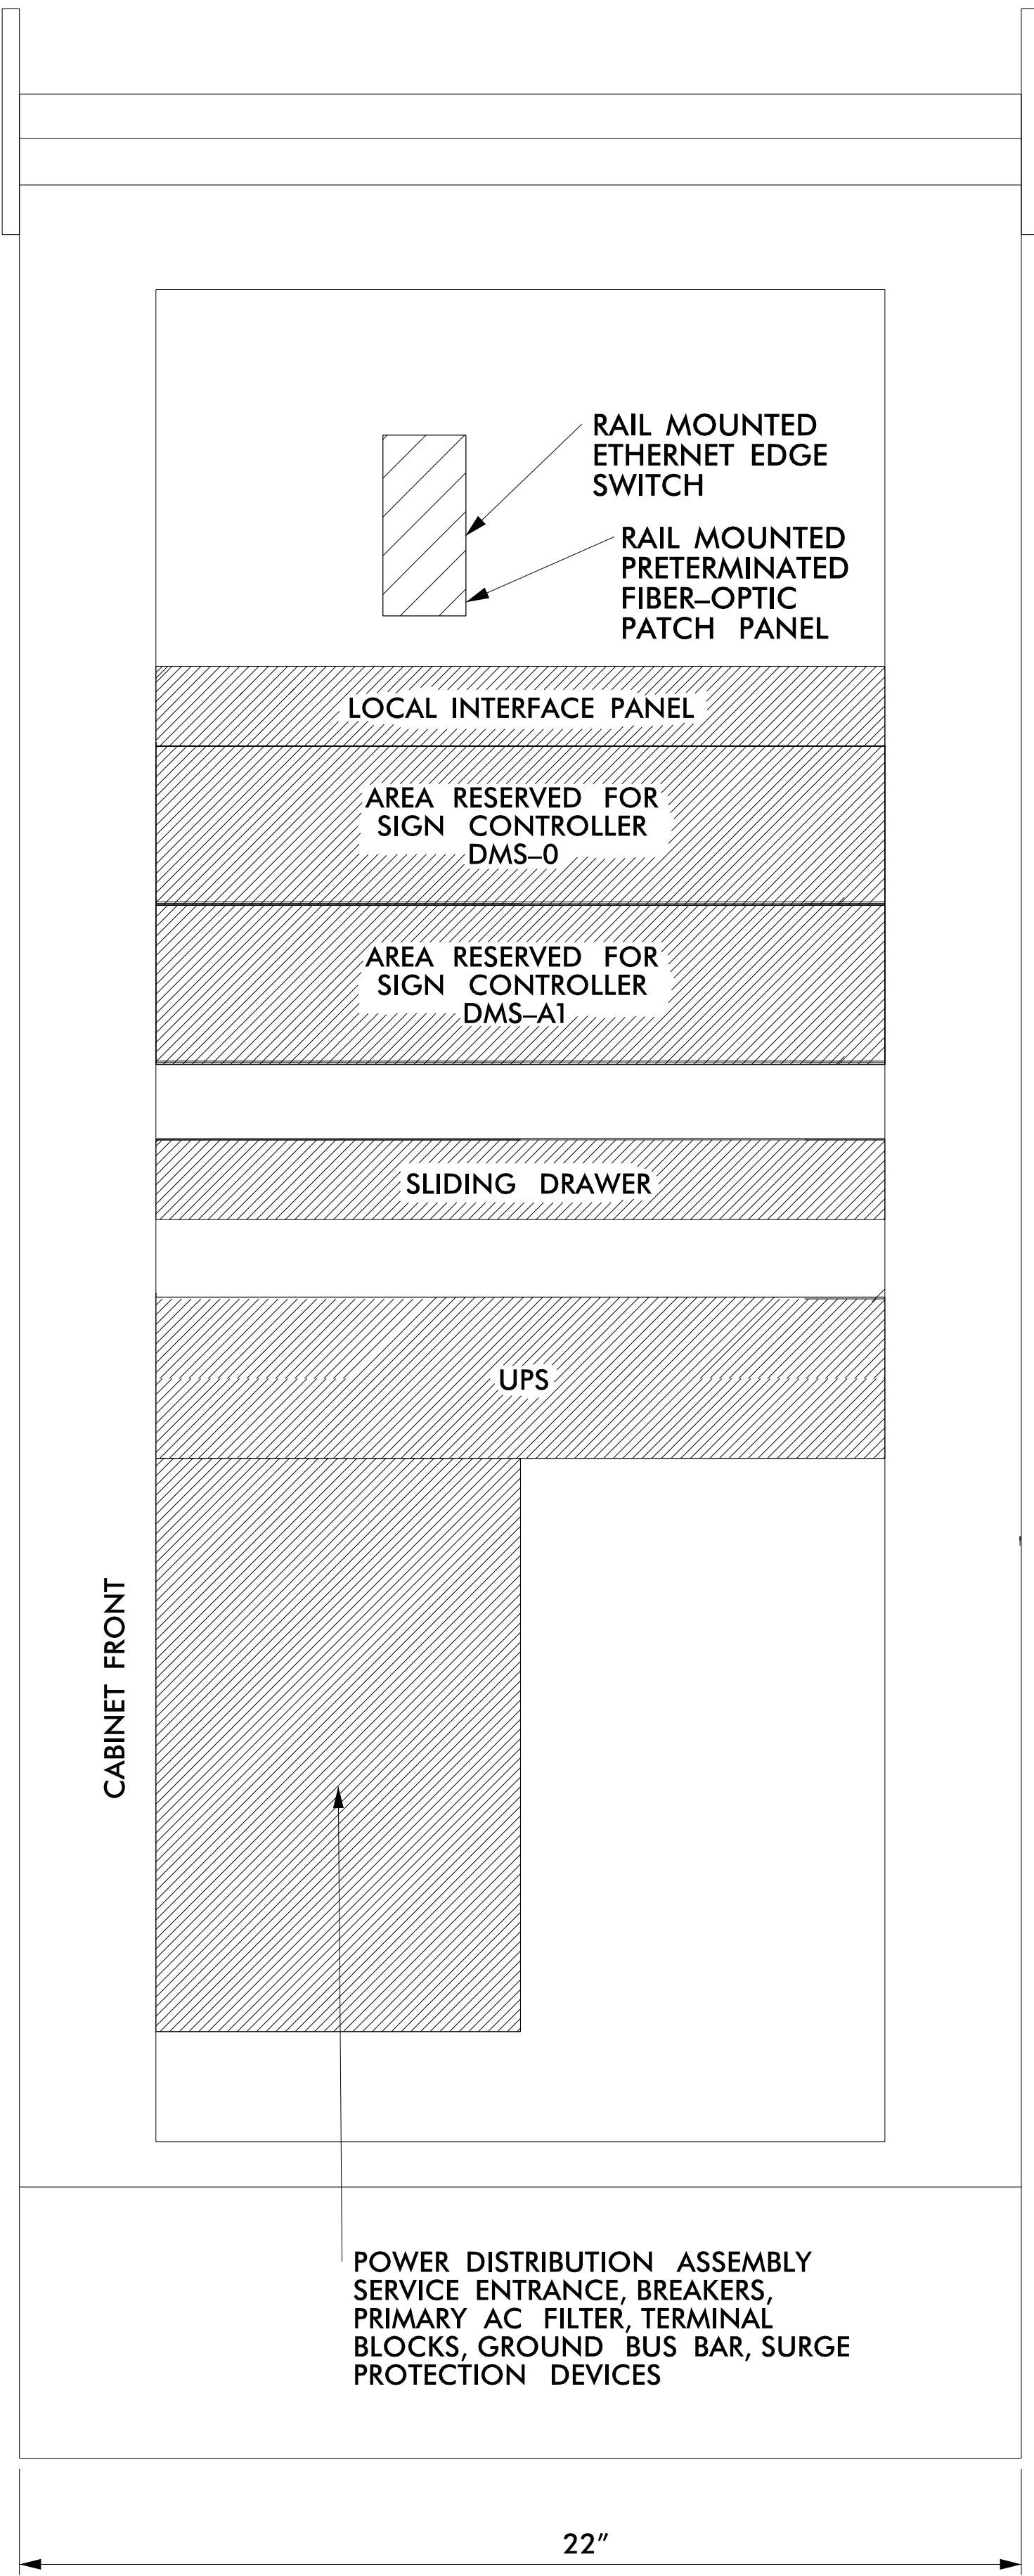 RAIL MOUNTED
ETHERNET EDGE
SWITCH
RAIL MOUNTED
PRETERMINATED
FIBER–OPTIC
PATCH PANEL
LOCAL INTERFACE PANEL
AREA RESERVED FOR
SIGN CONTROLLER
DMS–0
AREA RESERVED FOR
SIGN CONTROLLER
DMS–A1
SLIDING DRAWER
UPS
CABINET FRONT
POWER DISTRIBUTION ASSEMBLY
SERVICE ENTRANCE, BREAKERS,
PRIMARY AC FILTER, TERMINAL
BLOCKS, GROUND BUS BAR, SURGE
PROTECTION DEVICES
22″